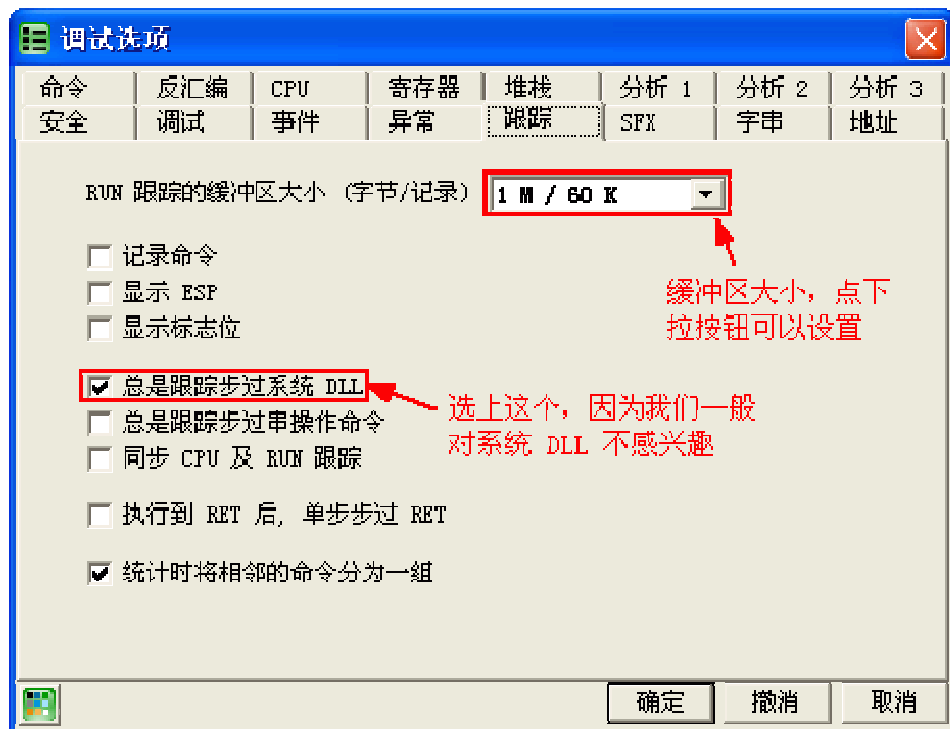 调试选项
命令 反汇编 CPU 寄存器 堆栈 分析 1 分析 2 分析 3
安全 调试 事件 异常 跟踪 SFX 字串 地址
RUN 跟踪的缓冲区大小 (字节/记录) 1 M / 60 K
记录命令
显示 ESP
显示标志位
缓冲区大小，点下
拉按钮可以设置
总是跟踪步过系统 DLL
选上这个，因为我们一般
对系统 DLL 不感兴趣
总是跟踪步过串操作命令
同步 CPU 及 RUN 跟踪
执行到 RET 后, 单步步过 RET
统计时将相邻的命令分为一组
确定 撤消 取消